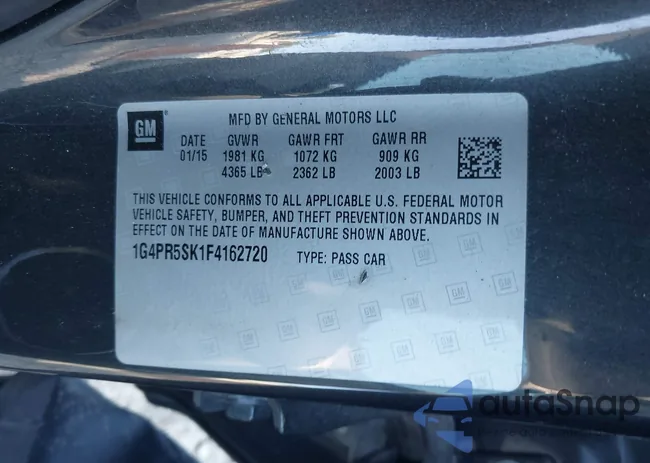 GM
MFD BY GENERAL MOTORS LLC
DATE GVWR GAWR FRT GAWR RR
01/15 1981 KG 1072 KG 909 KG
4365 LB 2362 LB 2003 LB
THIS VEHICLE CONFORMS TO ALL APPLICABLE U.S. FEDERAL MOTOR
VEHICLE SAFETY, BUMPER, AND THEFT PREVENTION STANDARDS IN
EFFECT ON THE DATE OF MANUFACTURE SHOWN ABOVE.
1G4PR5SK1F4162720 TYPE: PASS CAR
autoSnap